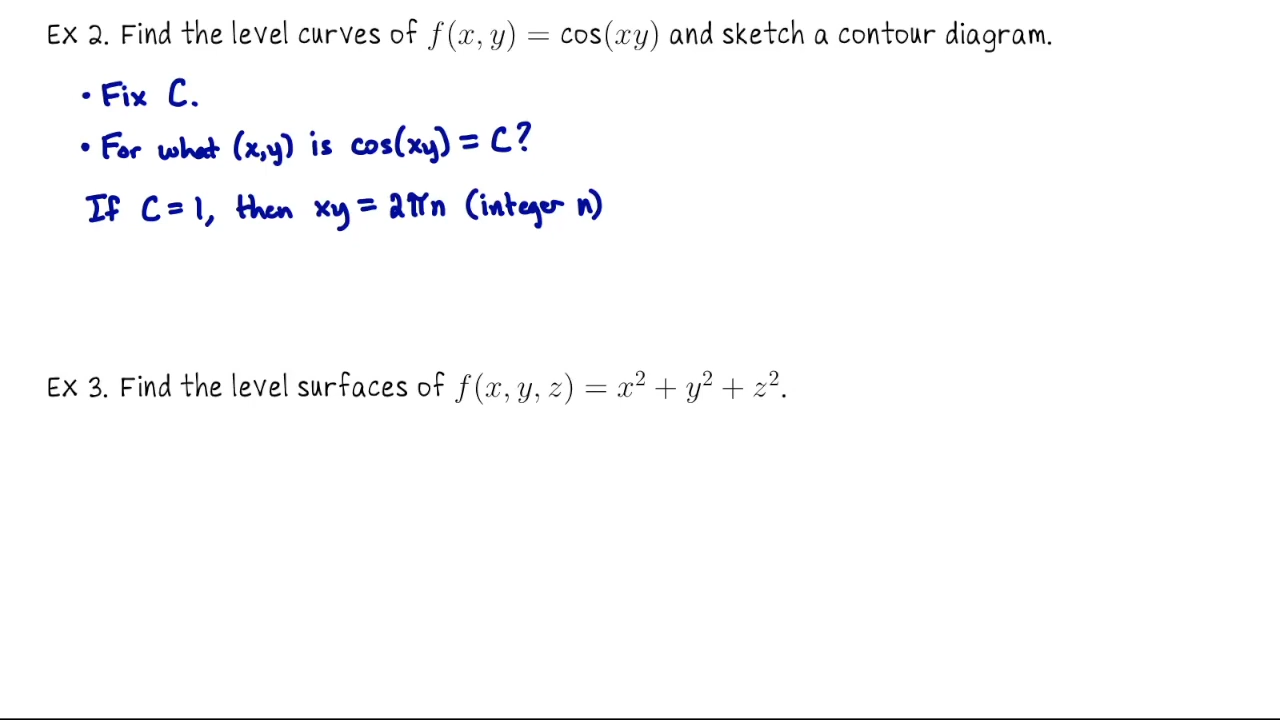 Ex 2. Find the level curves of f(x, y) = cos(xy) and sketch a contour diagram.
• Fix C.
• For what (x,y) is cos(xy) = C?
If C = 1, then xy = 2πn (integer n)
Ex 3. Find the level surfaces of f(x, y, z) = x² + y² + z².